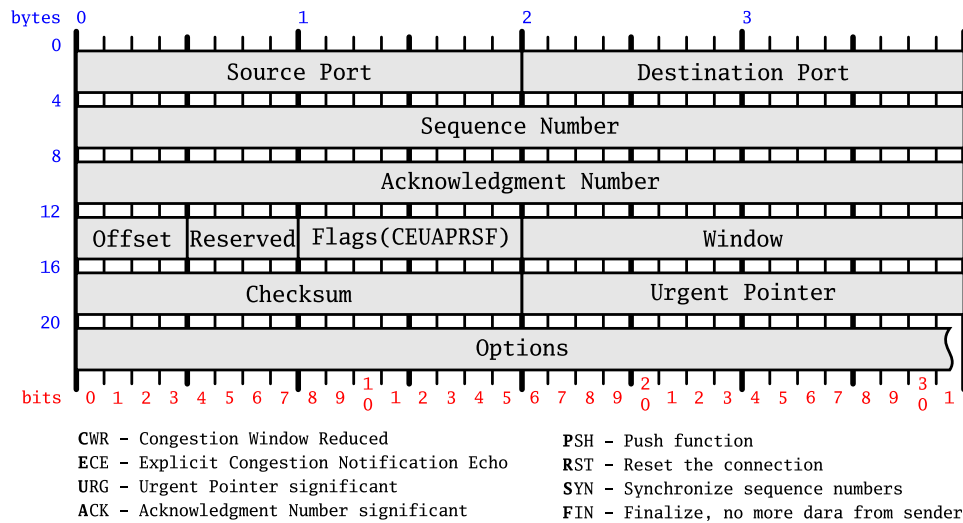 bytes 0 1 2 3
0
Source Port Destination Port
4
Sequence Number
8
Acknowledgment Number
12
Offset Reserved Flags(CEUAPRSF) Window
16
Checksum Urgent Pointer
20
Options
bits 0 1 2 3 4 5 6 7 8 9 10 1 2 3 4 5 6 7 8 9 20 1 2 3 4 5 6 7 8 9 30 1
CWR - Congestion Window Reduced
ECE - Explicit Congestion Notification Echo
URG - Urgent Pointer significant
ACK - Acknowledgment Number significant
PSH - Push function
RST - Reset the connection
SYN - Synchronize sequence numbers
FIN - Finalize, no more dara from sender